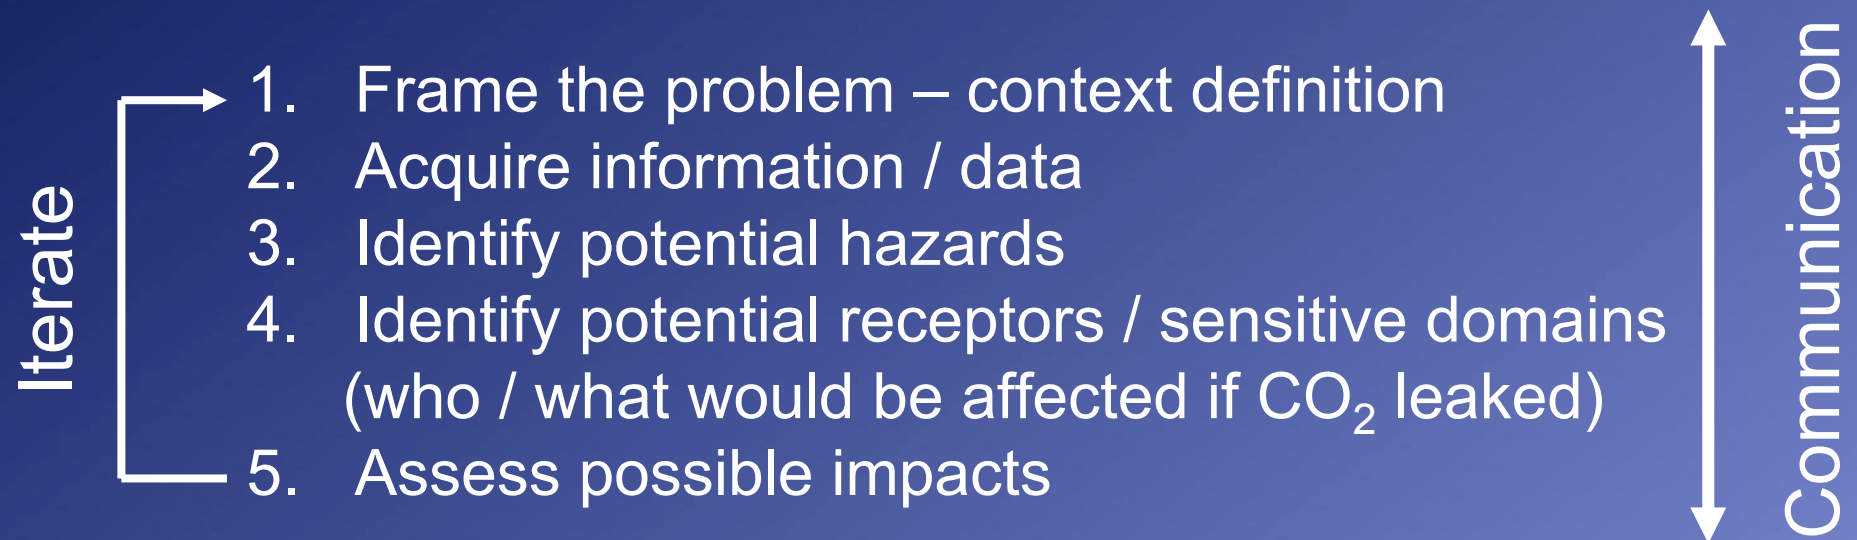 Iterate
1. Frame the problem – context definition
2. Acquire information / data
3. Identify potential hazards
4. Identify potential receptors / sensitive domains
(who / what would be affected if CO₂ leaked)
5. Assess possible impacts
Communication